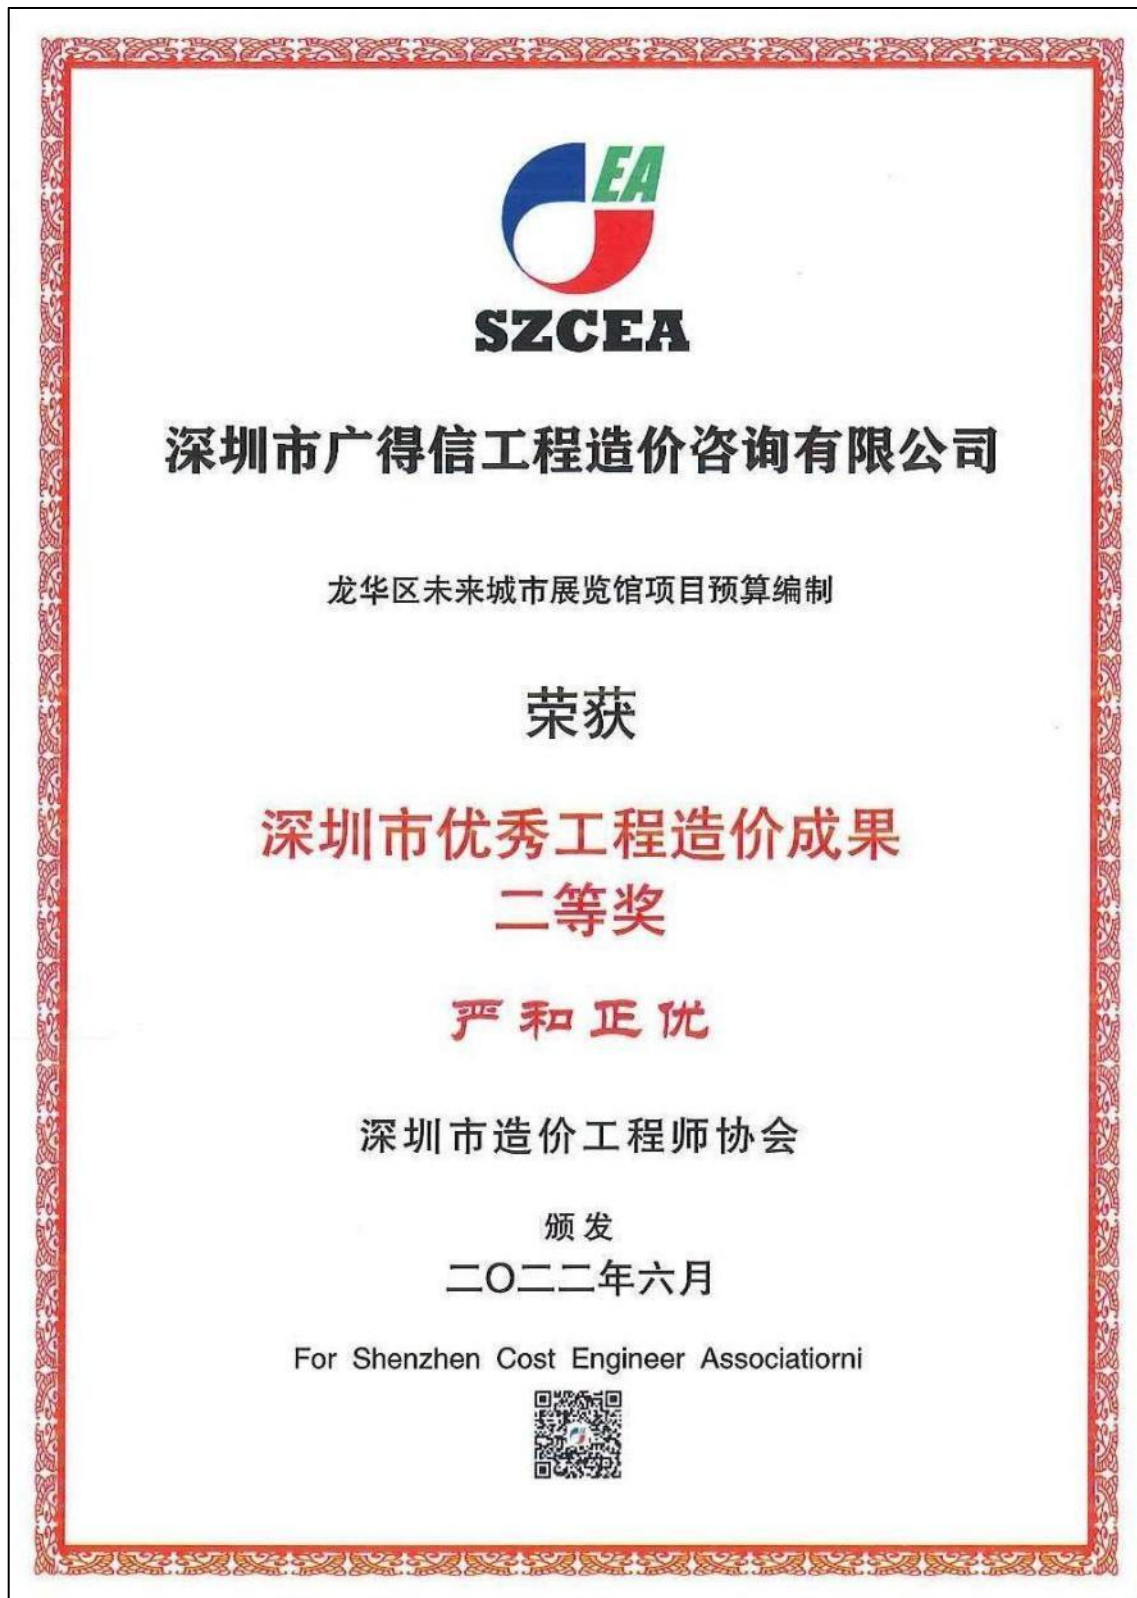 EA
SZCEA
深圳市广得信工程造价咨询有限公司
龙华区未来城市展览馆项目预算编制
荣获
深圳市优秀工程造价成果
二等奖
严和正优
深圳市造价工程师协会
颁发
二〇二二年六月
For Shenzhen Cost Engineer Associatiorni